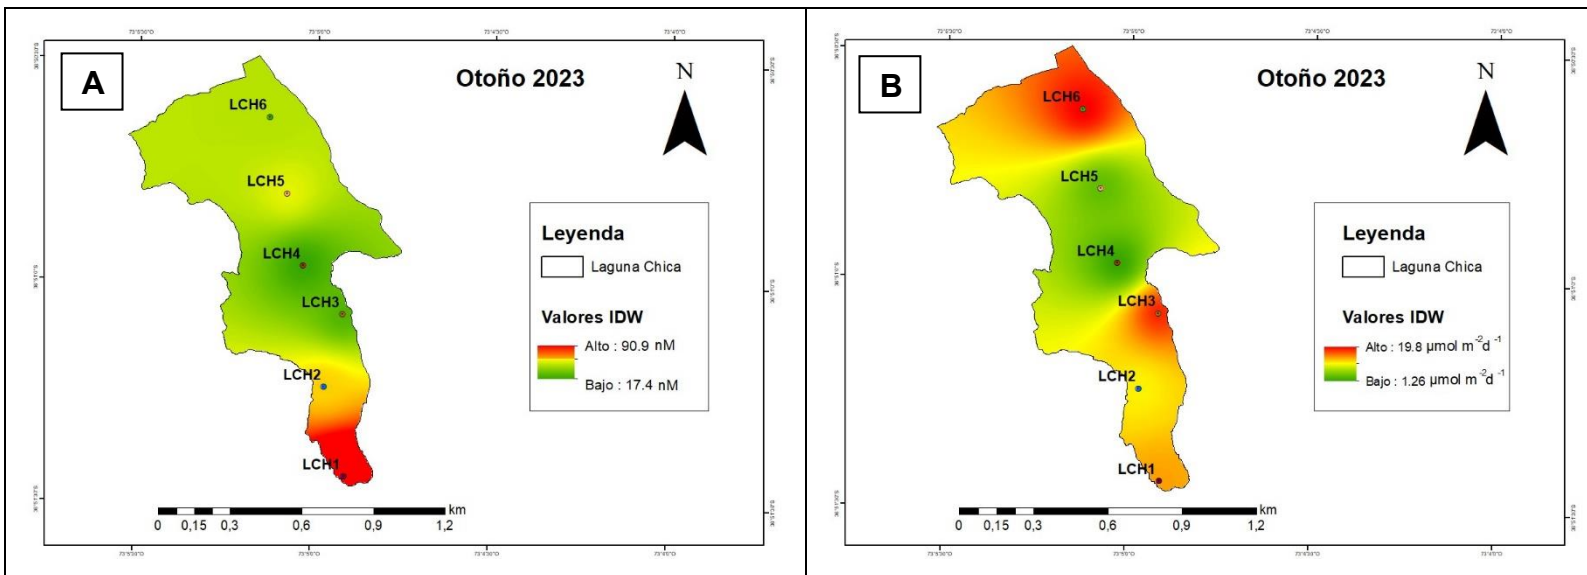 A
Otoño 2023
N
LCH6
LCH5
LCH4
LCH3
LCH2
LCH1
Leyenda
Laguna Chica
Valores IDW
Alto : 90.9 nM
Bajo : 17.4 nM
0 0,15 0,3 0,6 0,9 1,2 km
B
Otoño 2023
N
LCH6
LCH5
LCH4
LCH3
LCH2
LCH1
Leyenda
Laguna Chica
Valores IDW
Alto : 19.8 µmol m⁻²d⁻¹
Bajo : 1.26 µmol m⁻²d⁻¹
0 0,15 0,3 0,6 0,9 1,2 km